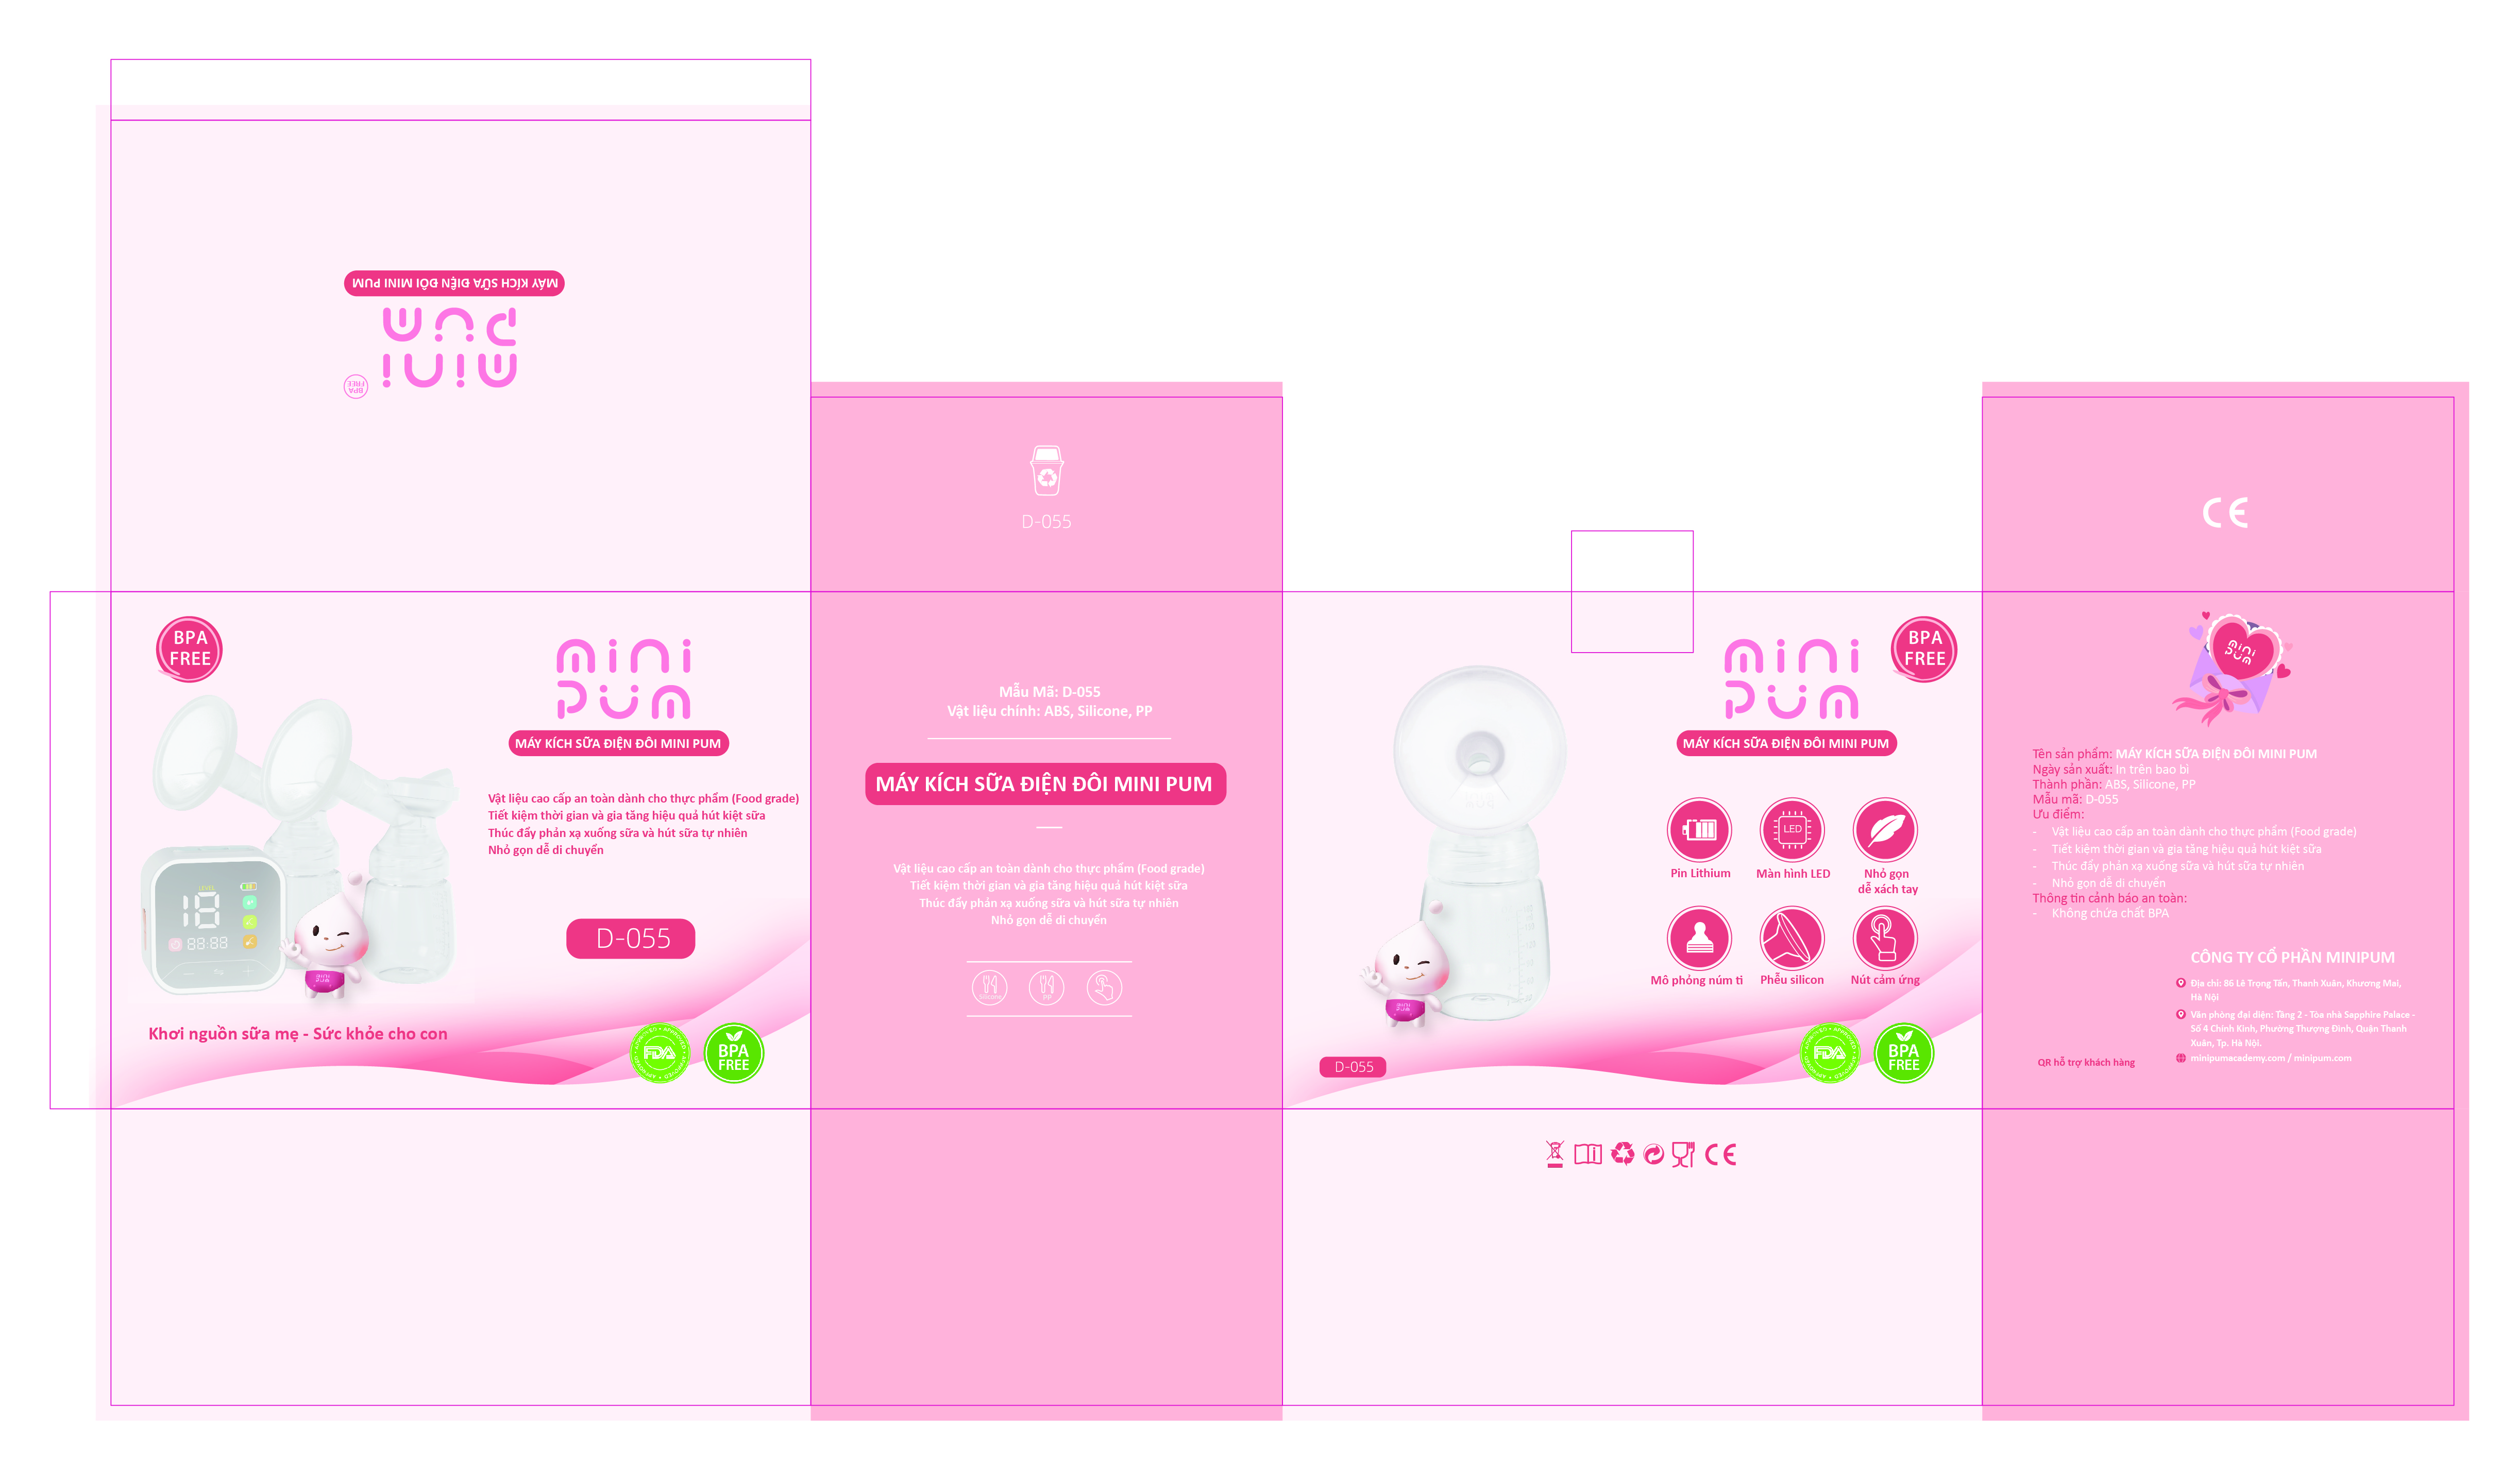 MÁY KÍCH SỮA ĐIỆN ĐÔI MINI PUM
mini
pum
BPA
FREE
D-055
CE
BPA
FREE
mini
pum
MÁY KÍCH SỮA ĐIỆN ĐÔI MINI PUM
Vật liệu cao cấp an toàn dành cho thực phẩm (Food grade)
Tiết kiệm thời gian và gia tăng hiệu quả hút kiệt sữa
Thúc đẩy phản xạ xuống sữa và hút sữa tự nhiên
Nhỏ gọn dễ di chuyển
LEVEL
18
88:88
mini
pum
D-055
Khơi nguồn sữa mẹ - Sức khỏe cho con
APPROVED
FDA
APPROVED
BPA
FREE
Mẫu Mã: D-055
Vật liệu chính: ABS, Silicone, PP
MÁY KÍCH SỮA ĐIỆN ĐÔI MINI PUM
Vật liệu cao cấp an toàn dành cho thực phẩm (Food grade)
Tiết kiệm thời gian và gia tăng hiệu quả hút kiệt sữa
Thúc đẩy phản xạ xuống sữa và hút sữa tự nhiên
Nhỏ gọn dễ di chuyển
Silicone
PP
mini
pum
BPA
FREE
MÁY KÍCH SỮA ĐIỆN ĐÔI MINI PUM
LED
Pin Lithium
Màn hình LED
Nhỏ gọn
dễ xách tay
Mô phỏng núm ti
Phễu silicon
Nút cảm ứng
mini
pum
D-055
APPROVED
FDA
APPROVED
BPA
FREE
mini
pum
Tên sản phẩm: MÁY KÍCH SỮA ĐIỆN ĐÔI MINI PUM
Ngày sản xuất: In trên bao bì
Thành phần: ABS, Silicone, PP
Mẫu mã: D-055
Ưu điểm:
- Vật liệu cao cấp an toàn dành cho thực phẩm (Food grade)
- Tiết kiệm thời gian và gia tăng hiệu quả hút kiệt sữa
- Thúc đẩy phản xạ xuống sữa và hút sữa tự nhiên
- Nhỏ gọn dễ di chuyển
Thông tin cảnh báo an toàn:
- Không chứa chất BPA
CÔNG TY CỔ PHẦN MINIPUM
Địa chỉ: 86 Lê Trọng Tấn, Thanh Xuân, Khương Mai,
Hà Nội
Văn phòng đại diện: Tầng 2 - Tòa nhà Sapphire Palace -
Số 4 Chính Kinh, Phường Thượng Đình, Quận Thanh
Xuân, Tp. Hà Nội.
minipumacademy.com / minipum.com
QR hỗ trợ khách hàng
CE